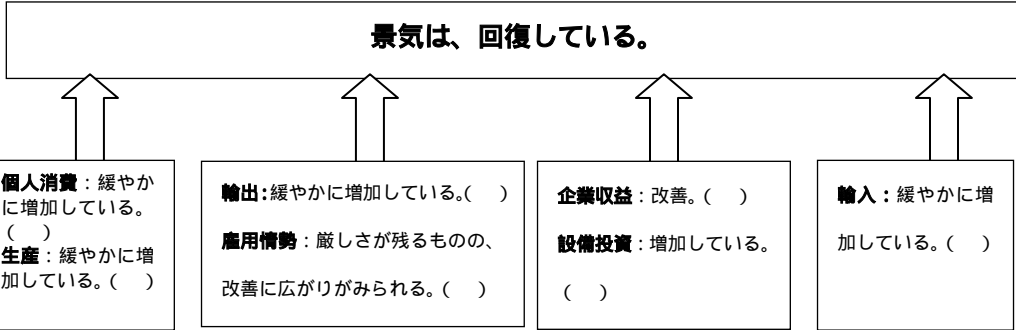 景気は、回復している。
個人消費：緩やか
に増加している。
（　）
生産：緩やかに増
加している。（　）
輸出：緩やかに増加している。（　）
雇用情勢：厳しさが残るものの、
改善に広がりがみられる。（　）
企業収益：改善。（　）
設備投資：増加している。
（　）
輸入：緩やかに増
加している。（　）